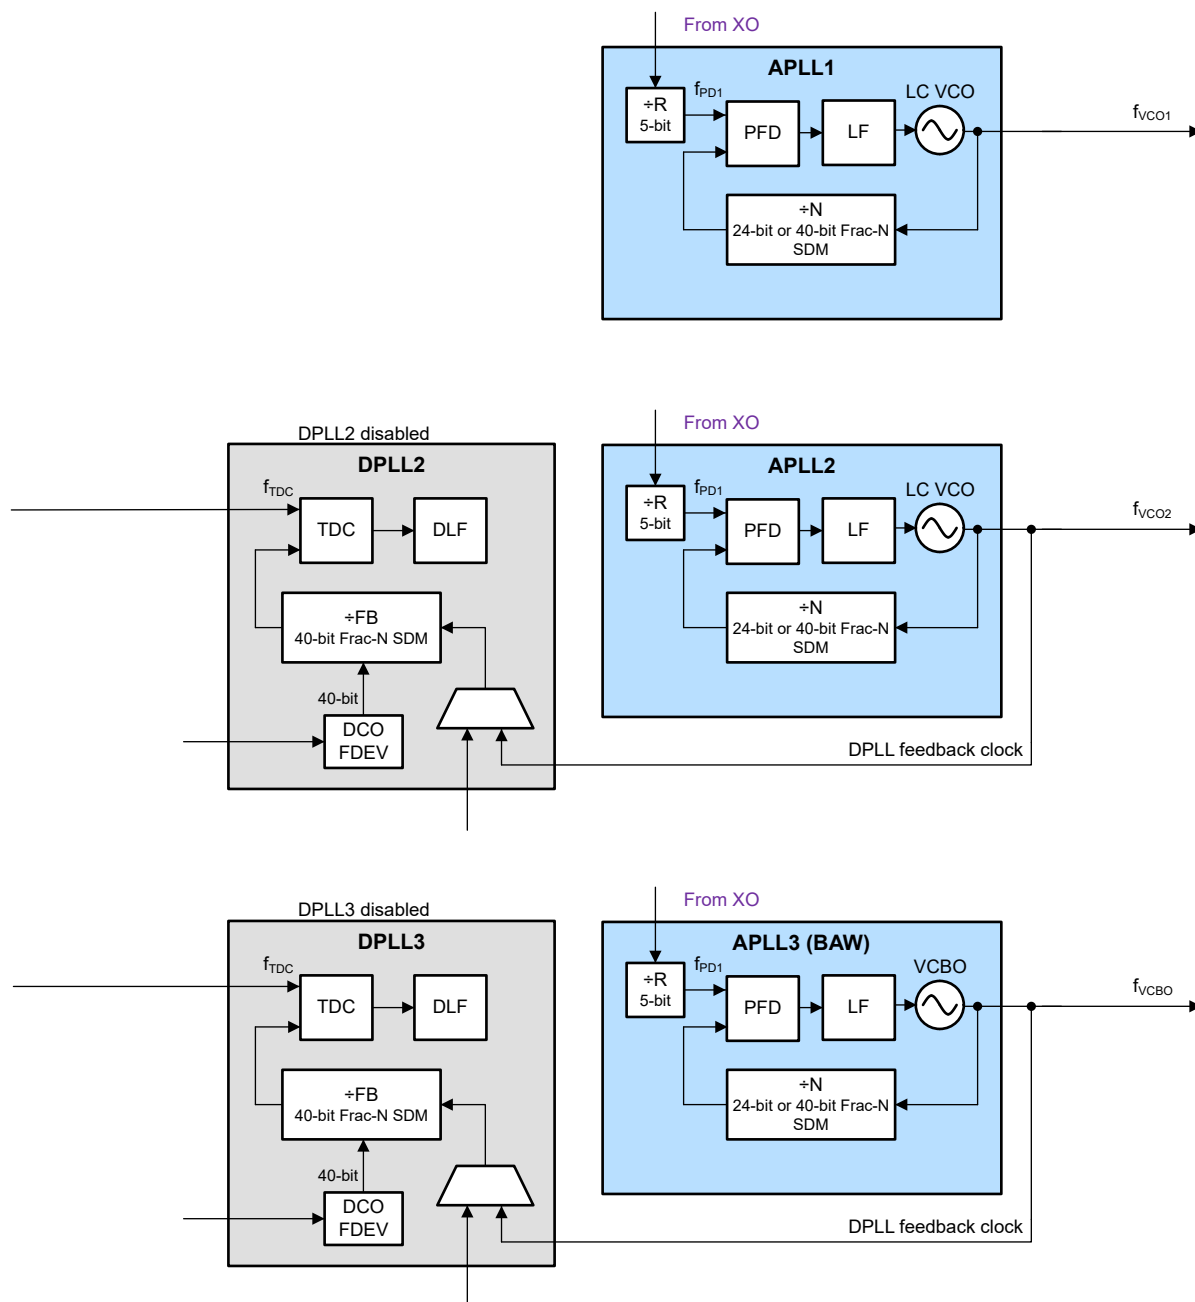 From XO
APLL1
÷R
5-bit
fPD1
PFD
LF
LC VCO
fVCO1
÷N
24-bit or 40-bit Frac-N
SDM
DPLL2 disabled
DPLL2
fTDC
TDC
DLF
÷FB
40-bit Frac-N SDM
40-bit
DCO
FDEV
From XO
APLL2
÷R
5-bit
fPD1
PFD
LF
LC VCO
fVCO2
÷N
24-bit or 40-bit Frac-N
SDM
DPLL feedback clock
DPLL3 disabled
DPLL3
fTDC
TDC
DLF
÷FB
40-bit Frac-N SDM
40-bit
DCO
FDEV
From XO
APLL3 (BAW)
÷R
5-bit
fPD1
PFD
LF
VCBO
fVCBO
÷N
24-bit or 40-bit Frac-N
SDM
DPLL feedback clock